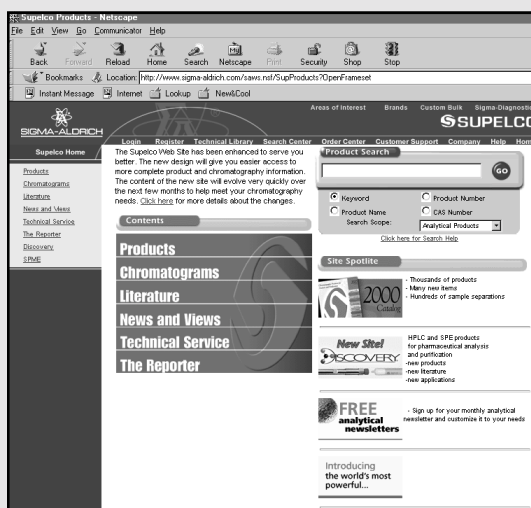 Supelco Products - Netscape
File Edit View Go Communicator Help
Back Forward Reload Home Search Netscape Print Security Shop Stop
Bookmarks Location: http://www.sigma-aldrich.com/saws.nsf/SupProducts?OpenFrameset
Instant Message Internet Lookup New&Cool
Areas of Interest Brands Custom Bulk Sigma-Diagnosti
SIGMA-ALDRICH
SUPELCO
Login Register Technical Library Search Center Order Center Customer Support Company Help Hom
Supelco Home
Products
Chromatograms
Literature
News and Views
Technical Service
The Reporter
Discovery
SPME
The Supelco Web Site has been enhanced to serve you
better. The new design will give you easier access to
more complete product and chromatography information.
The content of the new site will evolve very quickly over
the next few months to help meet your chromatography
needs. Click here for more details about the changes.
Contents
Products
Chromatograms
Literature
News and Views
Technical Service
The Reporter
Product Search
GO
Keyword Product Number
Product Name CAS Number
Search Scope: Analytical Products
Click here for Search Help
Site Spotlite
2000
Catalog
- Thousands of products
- Many new items
- Hundreds of sample separations
New Site!
DISCOVERY
HPLC and SPE products
for pharmaceutical analysis
and purification
-new products
-new literature
-new applications
FREE
analytical
newsletters
- Sign up for your monthly analytical
newsletter and customize it to your needs
Introducing
the world's most
powerful...